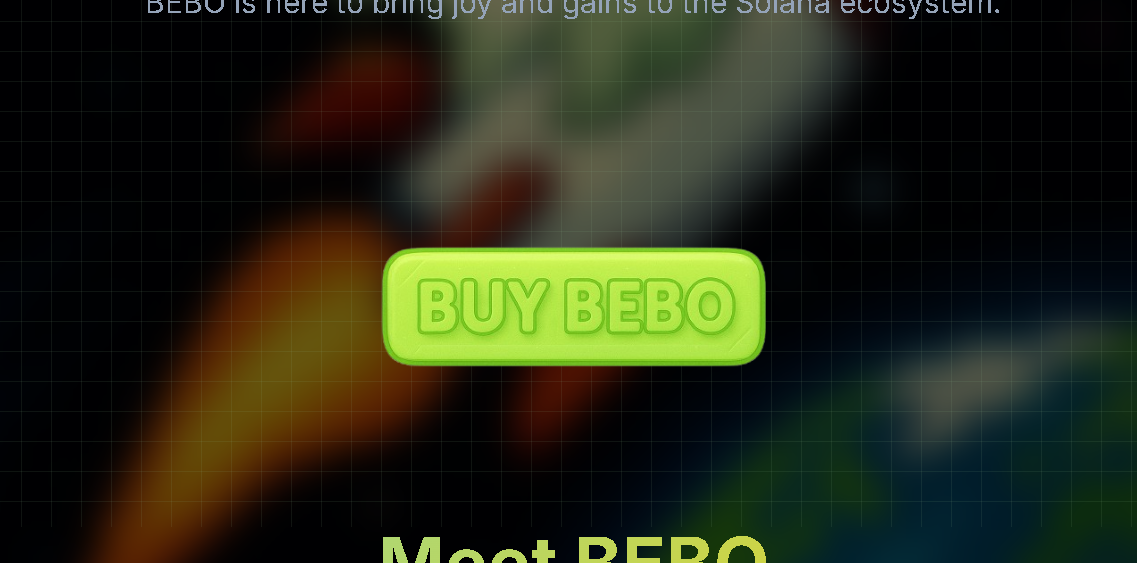 BEBO is here to bring joy and gains to the Solana ecosystem.
BUY BEBO
Meet BEBO